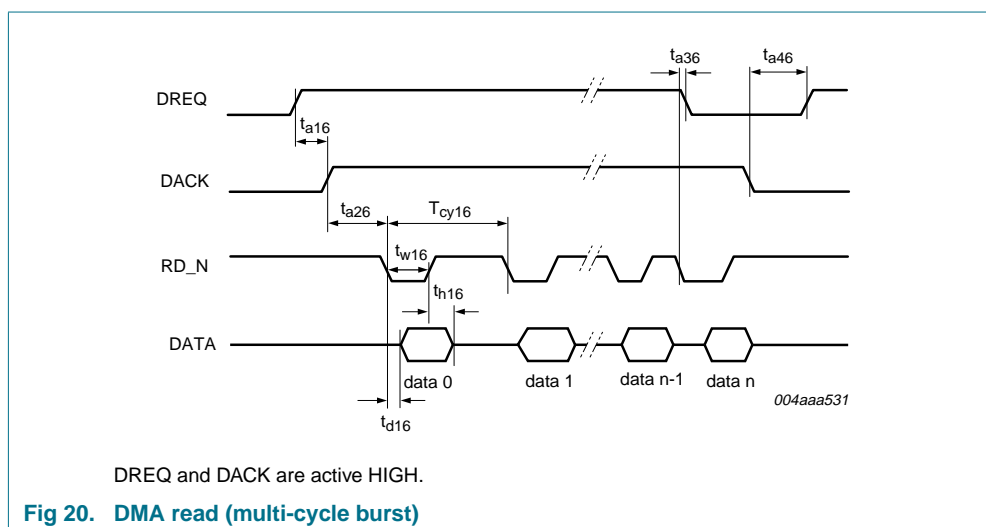 ta36
ta46
DREQ
ta16
DACK
ta26
Tcy16
tw16
RD_N
th16
DATA
data 0
data 1
data n-1
data n
004aaa531
td16
DREQ and DACK are active HIGH.
Fig 20. DMA read (multi-cycle burst)